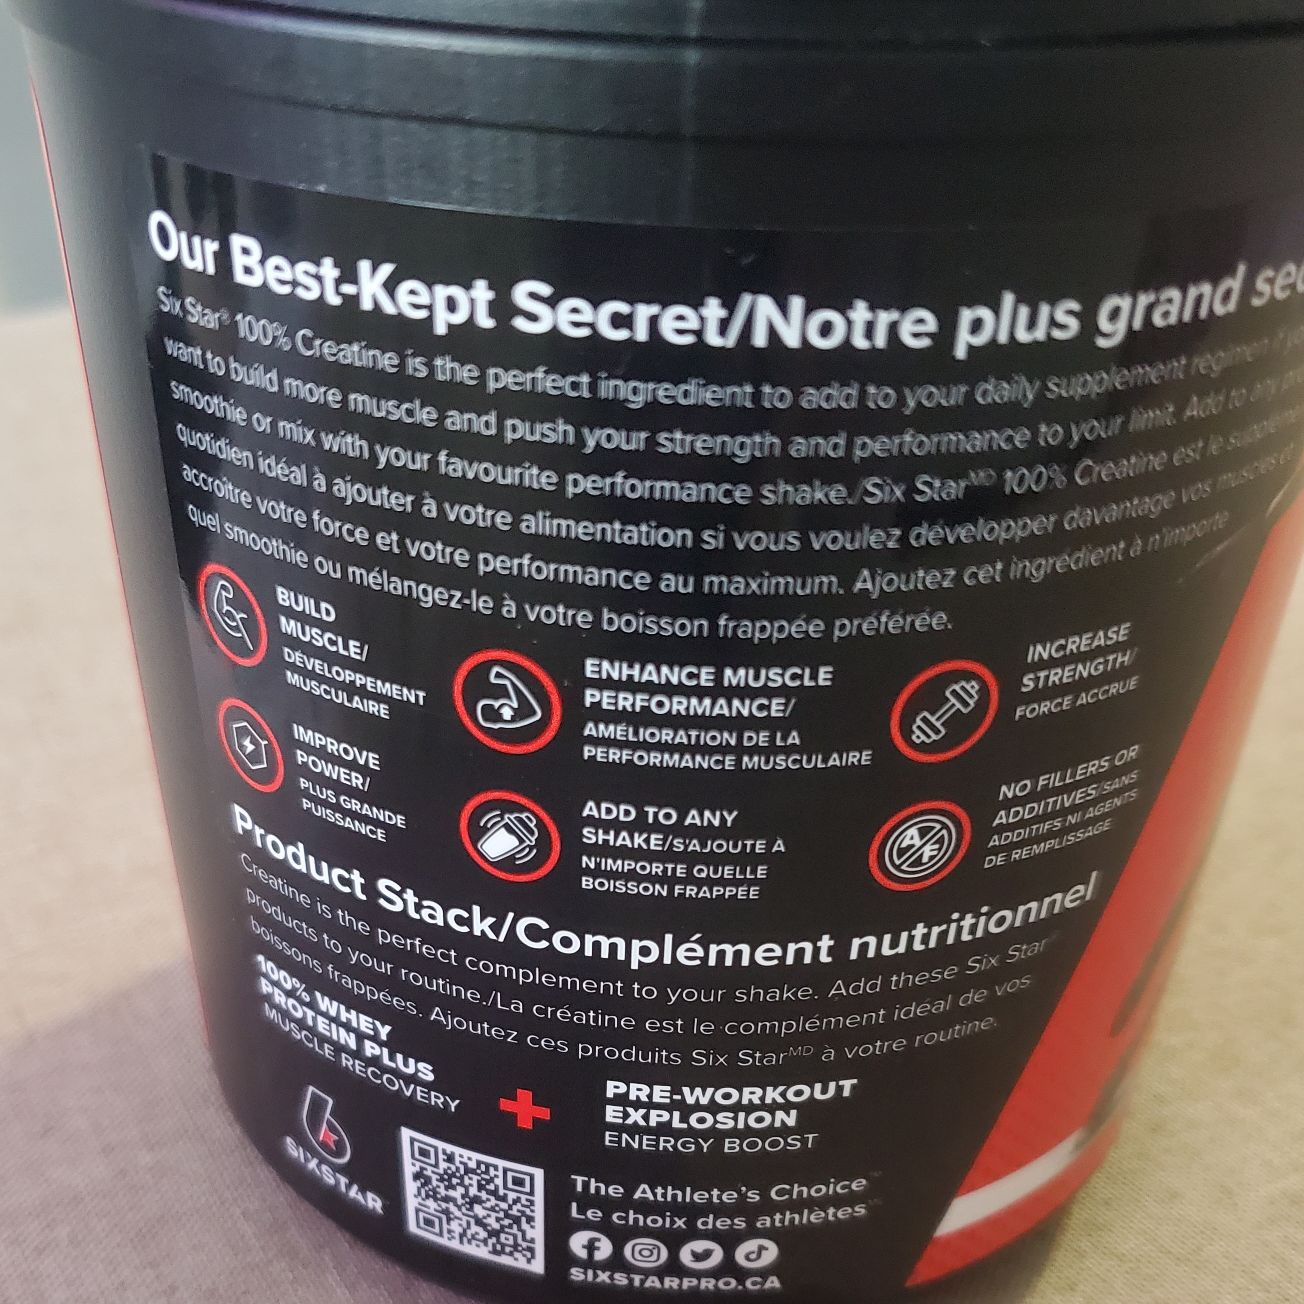 Our Best-Kept Secret/Notre plus grand
Six Star® 100% Creatine is the perfect ingredient to add to your daily supplement regimen if
want to build more muscle and push your strength and performance to your limit. Add to any
smoothie or mix with your favourite performance shake./Six Star ᴹᴰ 100% Creatine est le
quotidien idéal à ajouter à votre alimentation si vous voulez développer davantage vos muscles et
accroître votre force et votre performance au maximum. Ajoutez cet ingrédient à n'importe
quel smoothie ou mélangez-le à votre boisson frappée préférée.
BUILD
MUSCLE/
DÉVELOPPEMENT
MUSCULAIRE
ENHANCE MUSCLE
PERFORMANCE/
AMÉLIORATION DE LA
PERFORMANCE MUSCULAIRE
INCREASE
STRENGTH/
FORCE ACCRUE
IMPROVE
POWER/
PLUS GRANDE
PUISSANCE
ADD TO ANY
SHAKE/S'AJOUTE À
N'IMPORTE QUELLE
BOISSON FRAPPÉE
A/F
NO FILLERS OR
ADDITIVES/SANS
ADDITIFS NI AGENTS
DE REMPLISSAGE
Product Stack/Complément nutritionnel
Creatine is the perfect complement to your shake. Add these Six Star®
products to your routine./La créatine est le complément idéal de vos
boissons frappées. Ajoutez ces produits Six Star ᴹᴰ à votre routine.
100% WHEY
PROTEIN PLUS
MUSCLE RECOVERY
PRE-WORKOUT
EXPLOSION
ENERGY BOOST
SIXSTAR
The Athlete's Choice™
Le choix des athlètes™
SIXSTARPRO.CA